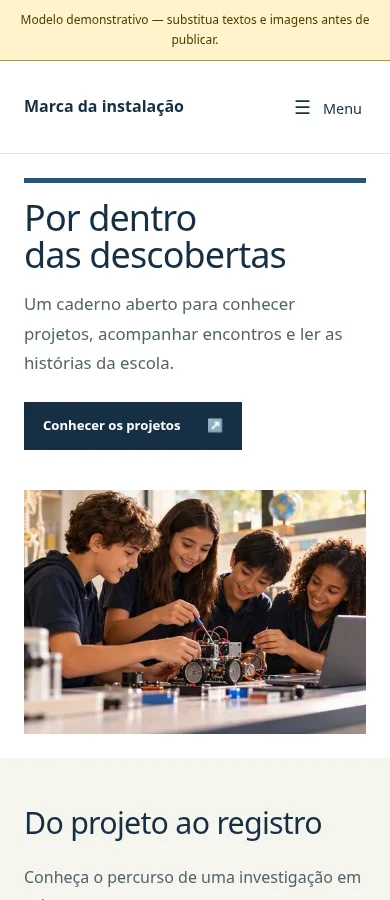 Modelo demonstrativo — substitua textos e imagens antes de
publicar.
Marca da instalação
☰ Menu
Por dentro
das descobertas
Um caderno aberto para conhecer
projetos, acompanhar encontros e ler as
histórias da escola.
Conhecer os projetos ↗
Do projeto ao registro
Conheça o percurso de uma investigação em